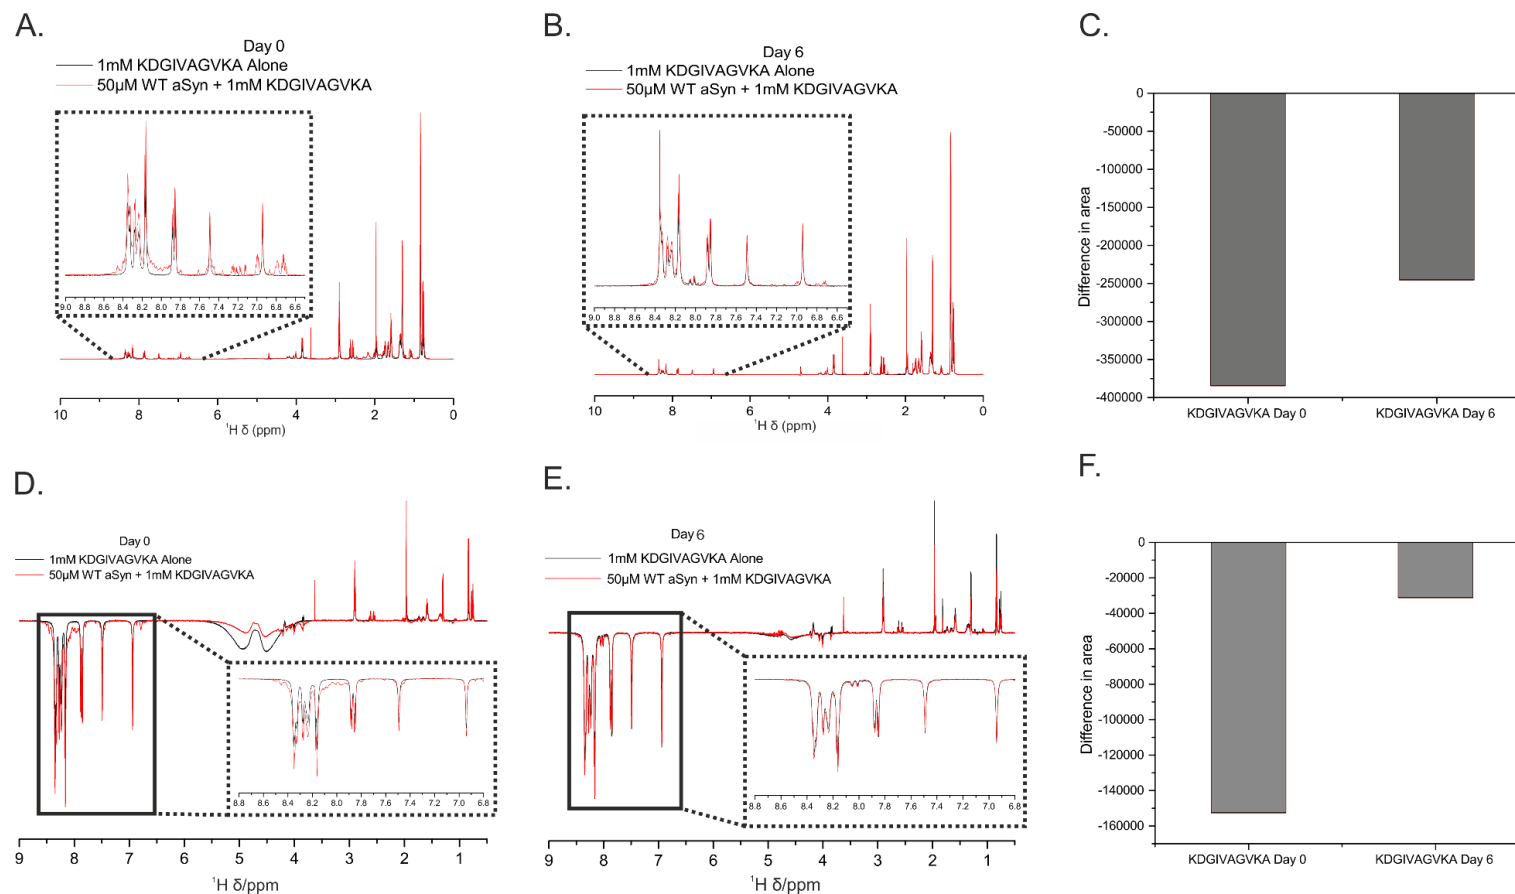 A.
Day 0
1mM KDGIVAGVKA Alone
50µM WT aSyn + 1mM KDGIVAGVKA
9.0 8.8 8.6 8.4 8.2 8.0 7.8 7.6 7.4 7.2 7.0 6.8 6.6
10 8 6 4 2 0
¹H δ (ppm)
B.
Day 6
1mM KDGIVAGVKA Alone
50µM WT aSyn + 1mM KDGIVAGVKA
9.0 8.8 8.6 8.4 8.2 8.0 7.8 7.6 7.4 7.2 7.0 6.8 6.6
10 8 6 4 2 0
¹H δ (ppm)
C.
Difference in area
0
-50000
-100000
-150000
-200000
-250000
-300000
-350000
-400000
KDGIVAGVKA Day 0 KDGIVAGVKA Day 6
D.
Day 0
1mM KDGIVAGVKA Alone
50µM WT aSyn + 1mM KDGIVAGVKA
8.8 8.6 8.4 8.2 8.0 7.8 7.6 7.4 7.2 7.0 6.8
9 8 7 6 5 4 3 2 1
¹H δ/ppm
E.
Day 6
1mM KDGIVAGVKA Alone
50µM WT aSyn + 1mM KDGIVAGVKA
8.8 8.6 8.4 8.2 8.0 7.8 7.6 7.4 7.2 7.0 6.8
9 8 7 6 5 4 3 2 1
¹H δ/ppm
F.
Difference in area
0
-20000
-40000
-60000
-80000
-100000
-120000
-140000
-160000
KDGIVAGVKA Day 0 KDGIVAGVKA Day 6